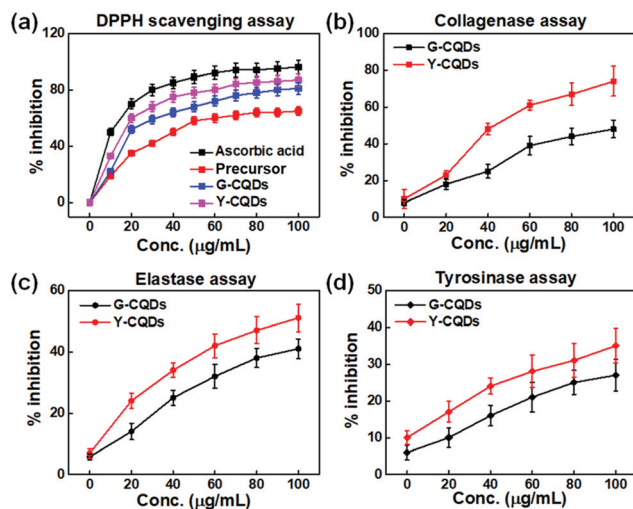 (a) DPPH scavenging assay
120
80
40
0
% inhibition
Ascorbic acid
Precursor
G-CQDs
Y-CQDs
0 20 40 60 80 100
Conc. (μg/mL)
(b) Collagenase assay
100
80
60
40
20
0
% inhibition
G-CQDs
Y-CQDs
0 20 40 60 80 100
Conc. (μg/mL)
(c) Elastase assay
60
40
20
0
% inhibition
G-CQDs
Y-CQDs
0 20 40 60 80 100
Conc. (μg/mL)
(d) Tyrosinase assay
50
40
30
20
10
0
% inhibition
G-CQDs
Y-CQDs
0 20 40 60 80 100
Conc. (μg/mL)